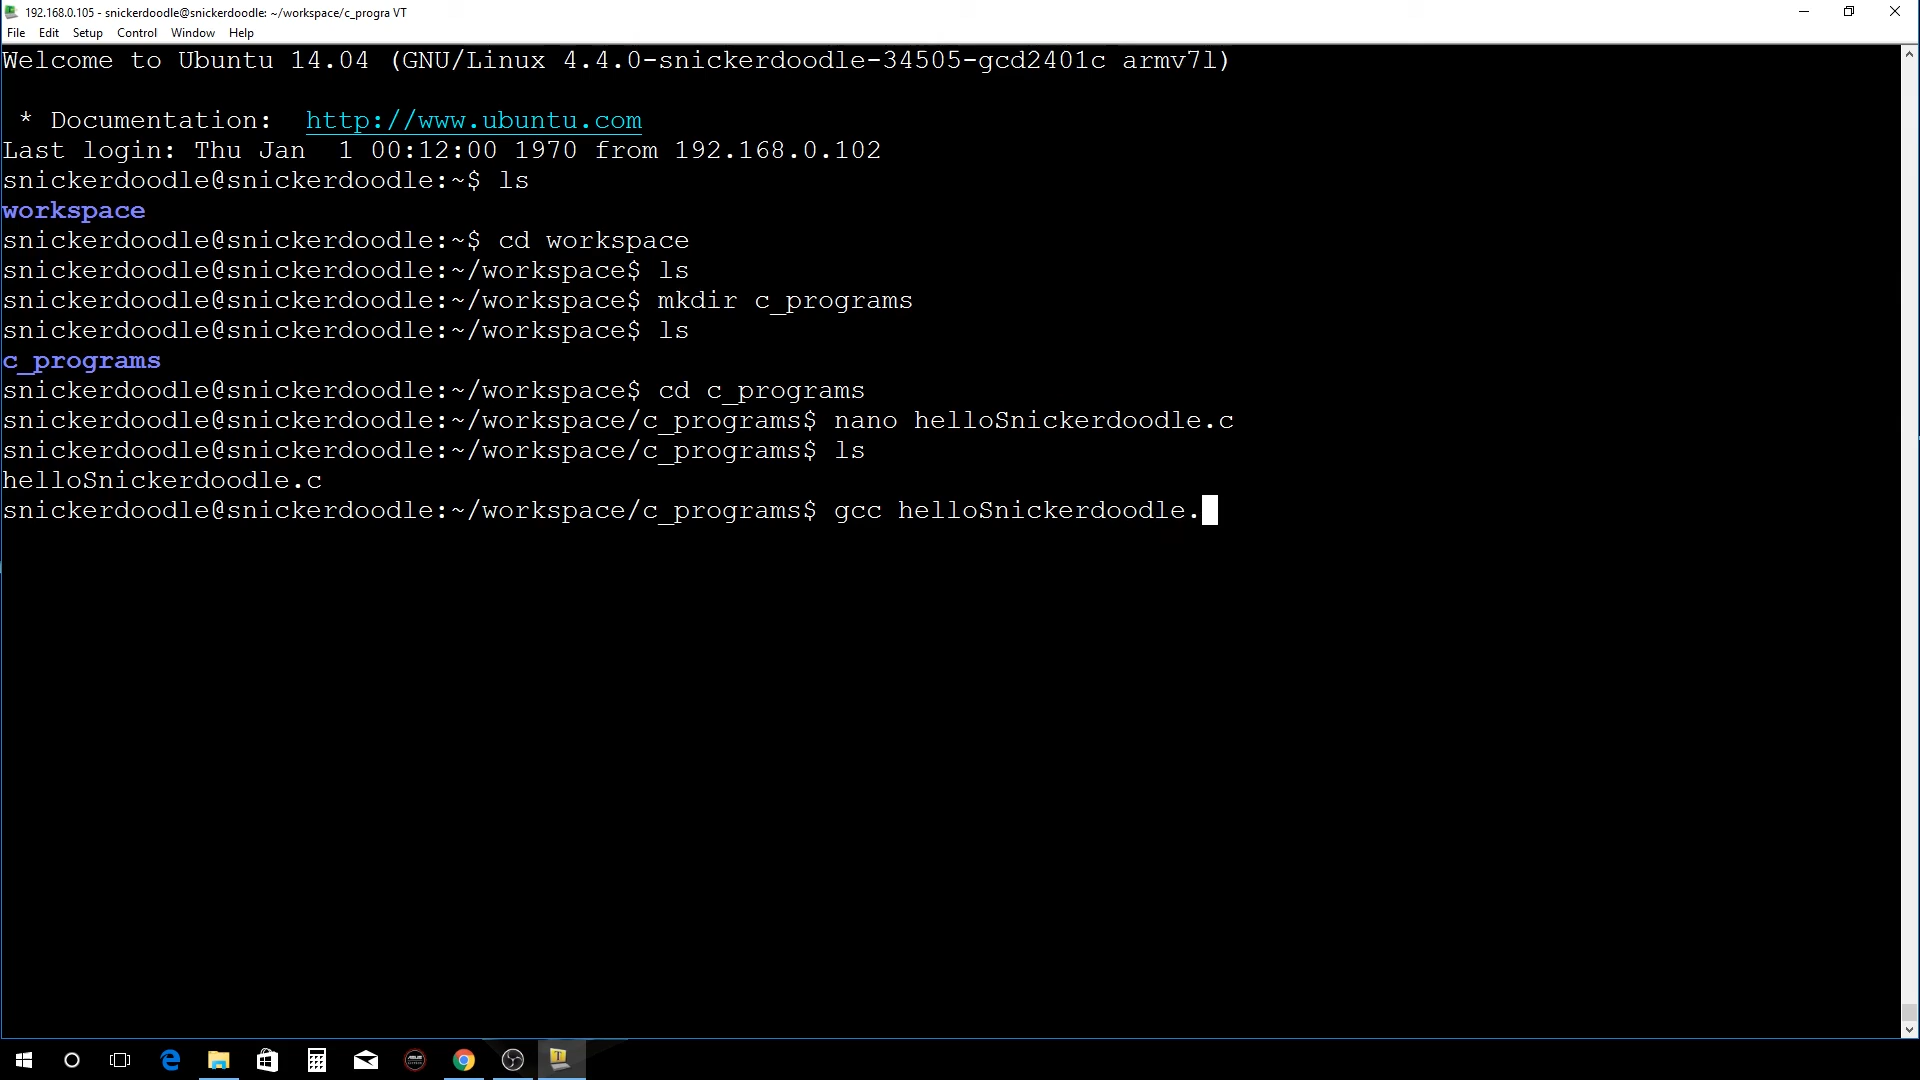 192.168.0.105 - snickerdoodle@snickerdoodle: ~/workspace/c_progra VT
File Edit Setup Control Window Help
Welcome to Ubuntu 14.04 (GNU/Linux 4.4.0-snickerdoodle-34505-gcd2401c armv7l)
* Documentation:  http://www.ubuntu.com
Last login: Thu Jan  1 00:12:00 1970 from 192.168.0.102
snickerdoodle@snickerdoodle:~$ ls
workspace
snickerdoodle@snickerdoodle:~$ cd workspace
snickerdoodle@snickerdoodle:~/workspace$ ls
snickerdoodle@snickerdoodle:~/workspace$ mkdir c_programs
snickerdoodle@snickerdoodle:~/workspace$ ls
c_programs
snickerdoodle@snickerdoodle:~/workspace$ cd c_programs
snickerdoodle@snickerdoodle:~/workspace/c_programs$ nano helloSnickerdoodle.c
snickerdoodle@snickerdoodle:~/workspace/c_programs$ ls
helloSnickerdoodle.c
snickerdoodle@snickerdoodle:~/workspace/c_programs$ gcc helloSnickerdoodle.